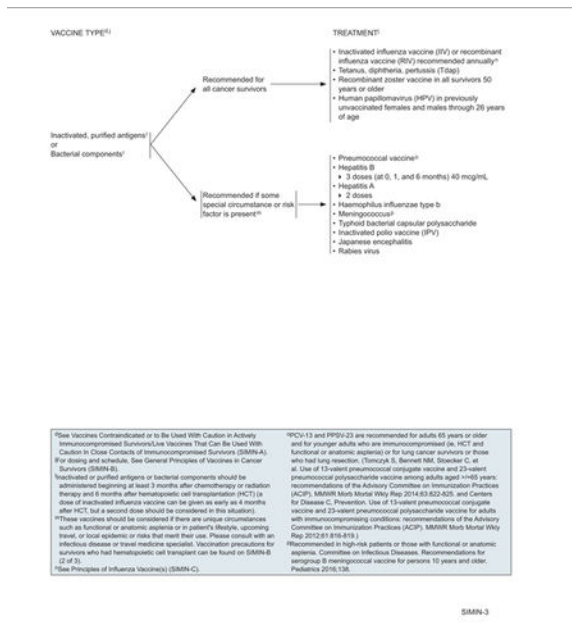 VACCINE TYPE
TREATMENT
• Inactivated influenza vaccine (IIV) or recombinant
influenza vaccine (RIV) recommended annually
• Tetanus, diphtheria, pertussis (Tdap)
• Recombinant zoster vaccine in all survivors 50
years or older
• Human papillomavirus (HPV) in previously
unvaccinated females and males through 26 years
of age
Recommended for
all cancer survivors
Inactivated, purified antigens
or
Bacterial components
Recommended if some
special circumstance or risk
factor is present
• Pneumococcal vaccine
• Hepatitis B
▸ 3 doses (at 0, 1, and 6 months) 40 mcg/mL
• Hepatitis A
▸ 2 doses
• Haemophilus influenzae type b
• Meningococcus
• Typhoid bacterial capsular polysaccharide
• Inactivated polio vaccine (IPV)
• Japanese encephalitis
• Rabies virus
See Vaccines Contraindicated or to Be Used With Caution in Actively
Immunocompromised Survivors/Live Vaccines That Can Be Used With
Caution In Close Contacts of Immunocompromised Survivors (SIMIN-A).
For dosing and schedule, See General Principles of Vaccines in Cancer
Survivors (SIMIN-B).
Inactivated or purified antigens or bacterial components should be
administered beginning at least 3 months after chemotherapy or radiation
therapy and 6 months after hematopoietic cell transplantation (HCT) (a
dose of inactivated influenza vaccine can be given as early as 4 months
after HCT, but a second dose should be considered in this situation).
These vaccines should be considered if there are unique circumstances
such as functional or anatomic asplenia or in patient's lifestyle, upcoming
travel, or local epidemic or risks that merit their use. Please consult with an
infectious disease or travel medicine specialist. Vaccination precautions for
survivors who had hematopoietic cell transplant can be found on SIMIN-B
(2 of 3).
See Principles of Influenza Vaccine(s) (SIMIN-C).
PCV-13 and PPSV-23 are recommended for adults 65 years or older
and for younger adults who are immunocompromised (ie, HCT and
functional or anatomic asplenia) or for lung cancer survivors or those
who had lung resection. (Tomczyk S, Bennett NM, Stoecker C, et
al. Use of 13-valent pneumococcal conjugate vaccine and 23-valent
pneumococcal polysaccharide vaccine among adults aged >/=65 years:
recommendations of the Advisory Committee on Immunization Practices
(ACIP). MMWR Morb Mortal Wkly Rep 2014;63:822-825. and Centers
for Disease C, Prevention. Use of 13-valent pneumococcal conjugate
vaccine and 23-valent pneumococcal polysaccharide vaccine for adults
with immunocompromising conditions: recommendations of the Advisory
Committee on Immunization Practices (ACIP). MMWR Morb Mortal Wkly
Rep 2012;61:816-819.)
Recommended in high-risk patients or those with functional or anatomic
asplenia. Committee on Infectious Diseases. Recommendations for
serogroup B meningococcal vaccine for persons 10 years and older.
Pediatrics 2016;138.
SIMIN-3